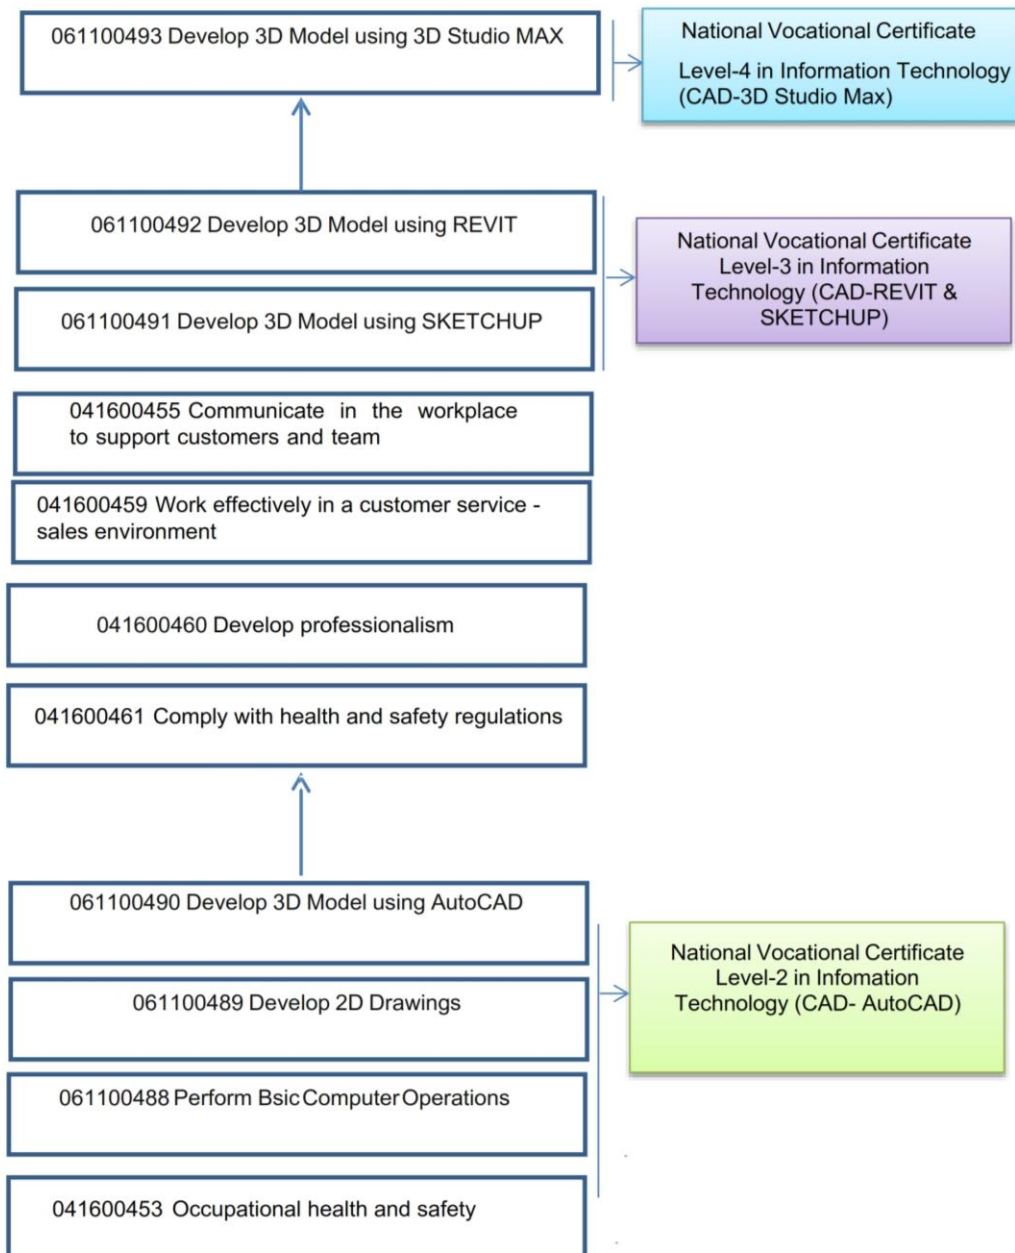 061100493 Develop 3D Model using 3D Studio MAX
National Vocational Certificate
Level-4 in Information Technology
(CAD-3D Studio Max)
061100492 Develop 3D Model using REVIT
National Vocational Certificate
Level-3 in Information
Technology (CAD-REVIT &
SKETCHUP)
061100491 Develop 3D Model using SKETCHUP
041600455 Communicate in the workplace
to support customers and team
041600459 Work effectively in a customer service -
sales environment
041600460 Develop professionalism
041600461 Comply with health and safety regulations
061100490 Develop 3D Model using AutoCAD
National Vocational Certificate
Level-2 in Infomation
Technology (CAD- AutoCAD)
061100489 Develop 2D Drawings
061100488 Perform Bsic Computer Operations
041600453 Occupational health and safety